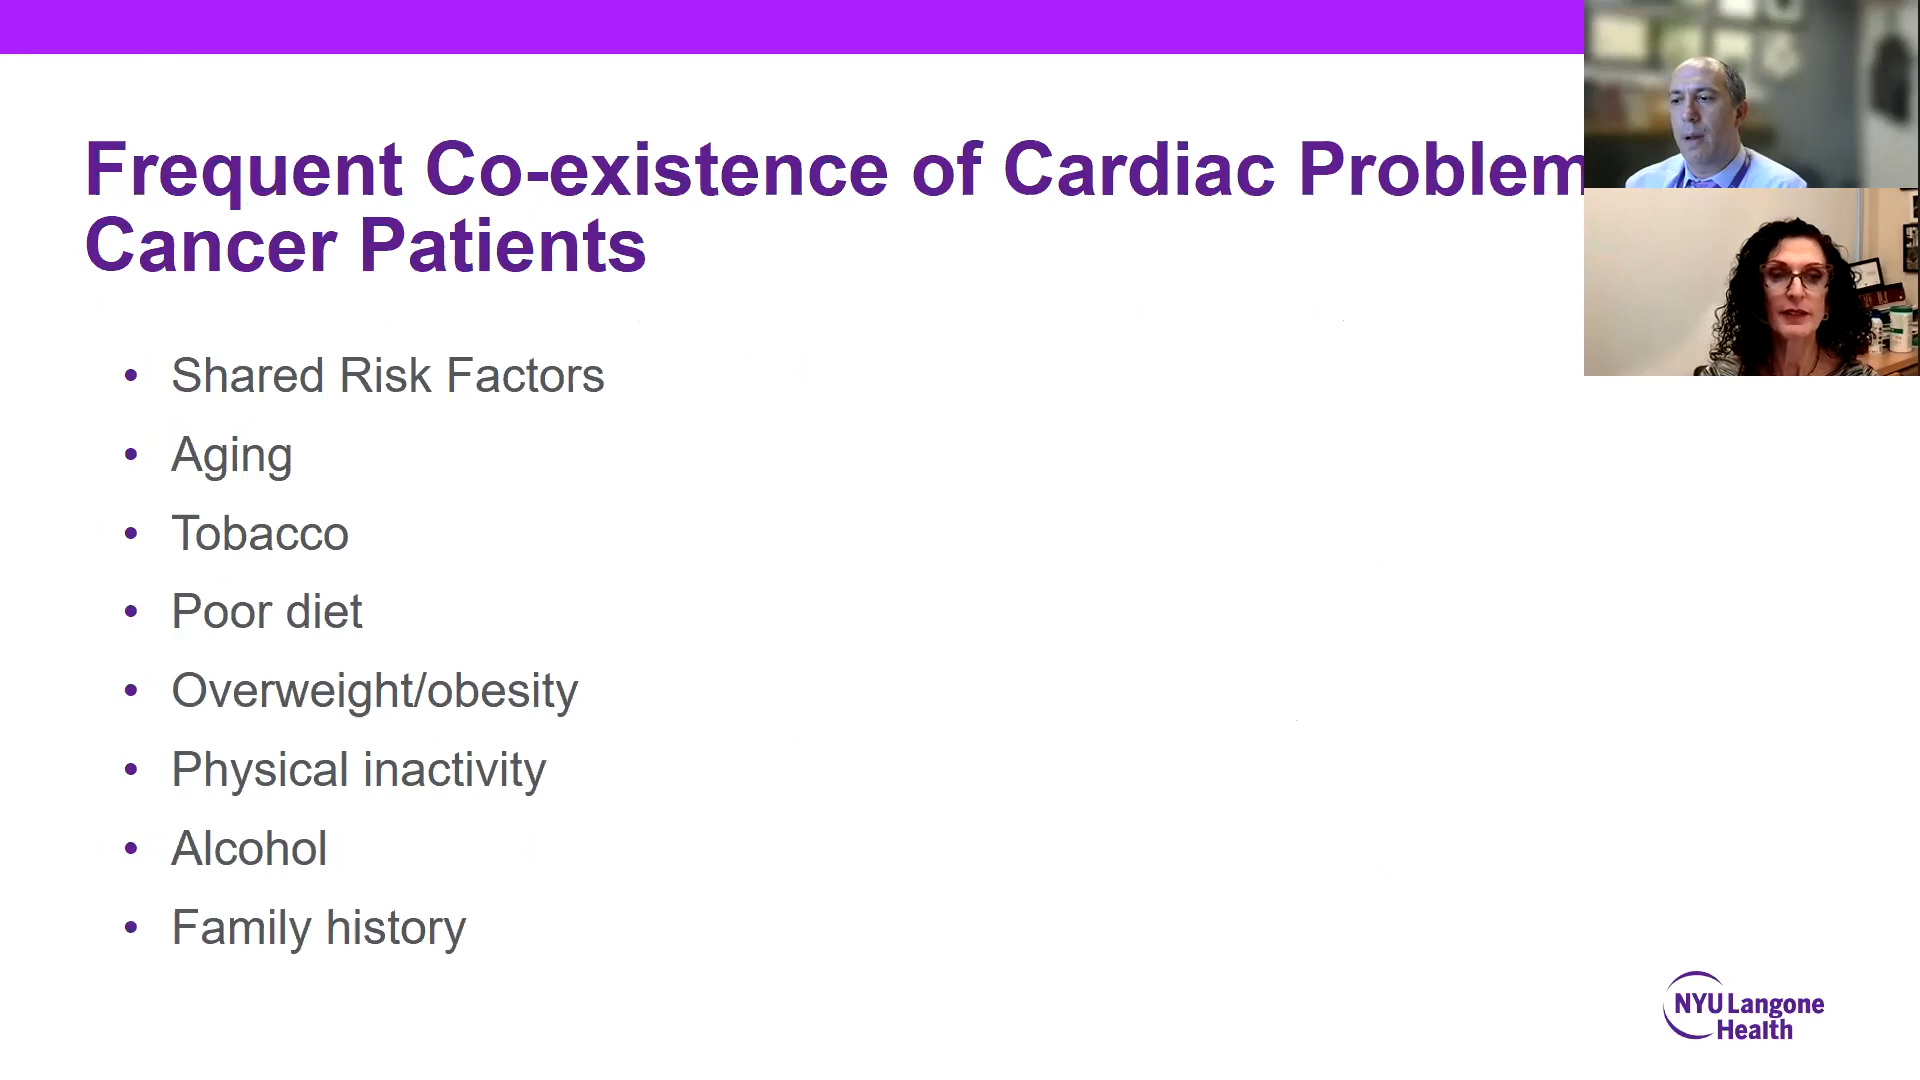 Frequent Co-existence of Cardiac Problem
Cancer Patients
• Shared Risk Factors
• Aging
• Tobacco
• Poor diet
• Overweight/obesity
• Physical inactivity
• Alcohol
• Family history
NYU Langone
Health